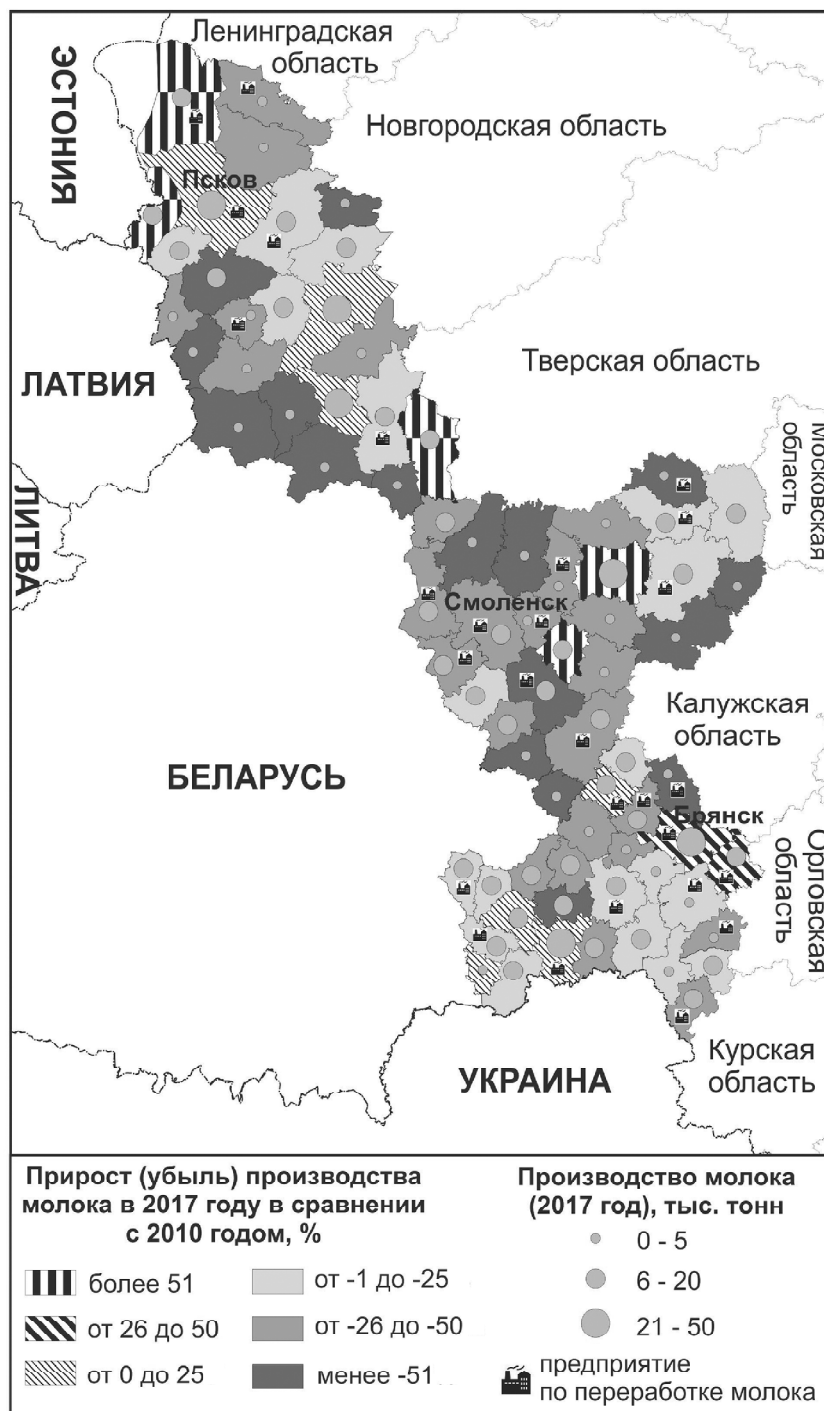 Ленинградская
область
ЭСТОНИЯ
Новгородская область
Псков
Тверская область
ЛАТВИЯ
Московская
область
ЛИТВА
Смоленск
Калужская
область
БЕЛАРУСЬ
Брянск
Орловская
область
Курская
область
УКРАИНА
Прирост (убыль) производства
молока в 2017 году в сравнении
с 2010 годом, %
более 51
от 26 до 50
от 0 до 25
от -1 до -25
от -26 до -50
менее -51
Производство молока
(2017 год), тыс. тонн
0 - 5
6 - 20
21 - 50
предприятие
по переработке молока